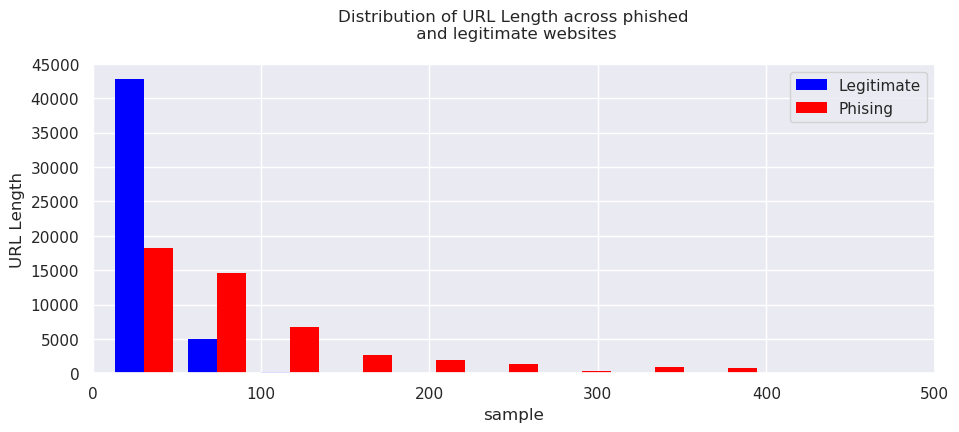 Distribution of URL Length across phished
and legitimate websites
45000
40000
35000
30000
25000
20000
15000
10000
5000
0
URL Length
Legitimate
Phising
0 100 200 300 400 500
sample